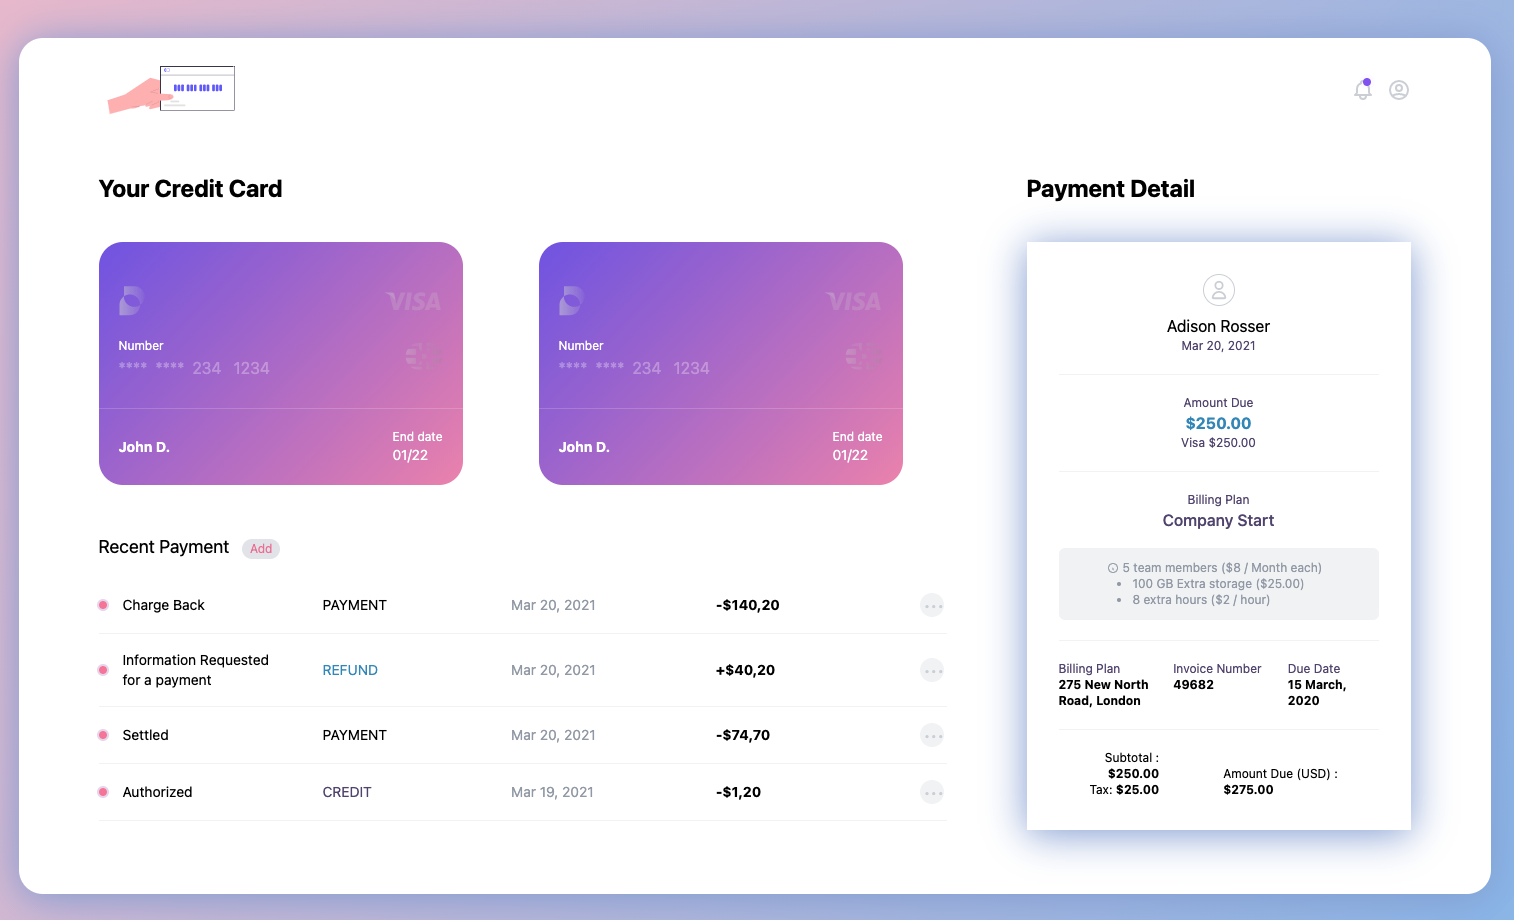 Your Credit Card
VISA
Number
**** **** 234 1234
John D.
End date
01/22
VISA
Number
**** **** 234 1234
John D.
End date
01/22
Recent Payment Add
Charge Back PAYMENT Mar 20, 2021 -$140,20
Information Requested
for a payment REFUND Mar 20, 2021 +$40,20
Settled PAYMENT Mar 20, 2021 -$74,70
Authorized CREDIT Mar 19, 2021 -$1,20
Payment Detail
Adison Rosser
Mar 20, 2021
Amount Due
$250.00
Visa $250.00
Billing Plan
Company Start
5 team members ($8 / Month each)
• 100 GB Extra storage ($25.00)
• 8 extra hours ($2 / hour)
Billing Plan
275 New North
Road, London
Invoice Number
49682
Due Date
15 March,
2020
Subtotal :
$250.00
Tax: $25.00
Amount Due (USD) :
$275.00